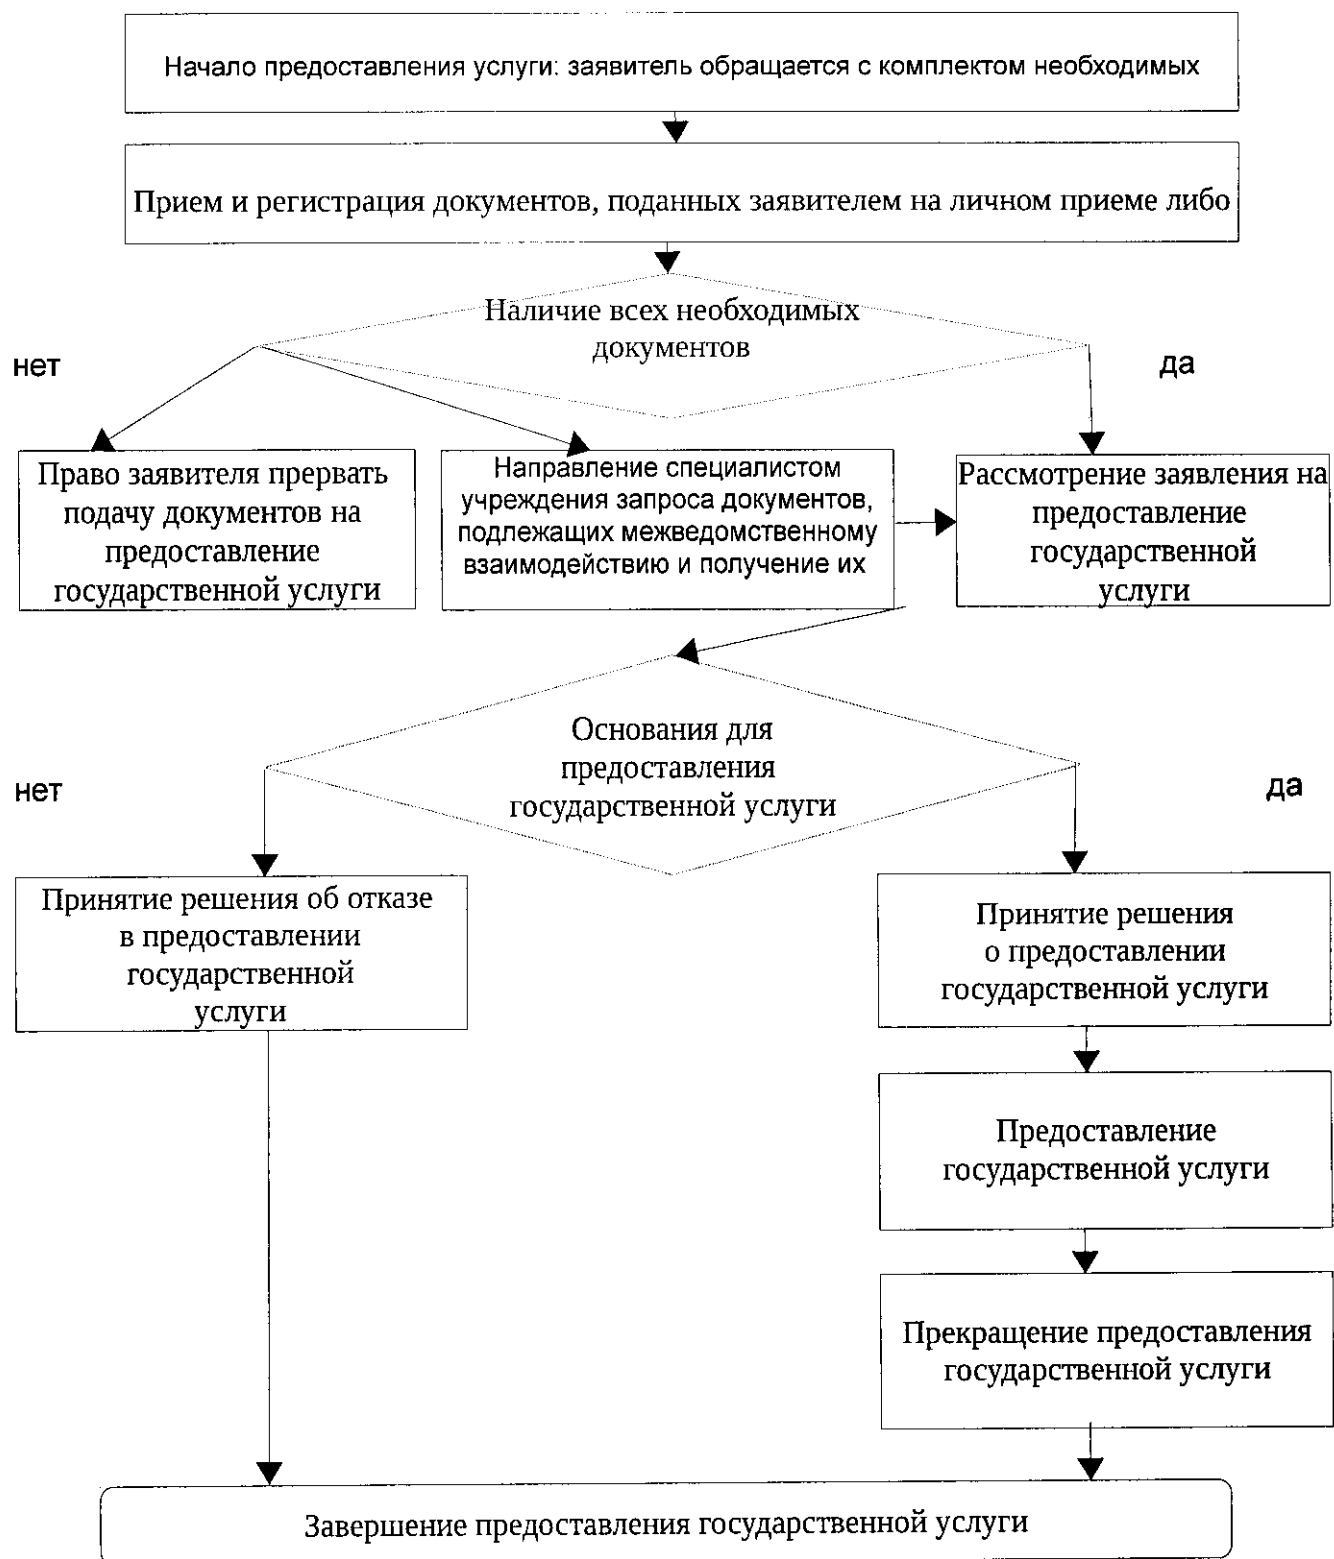 Начало предоставления услуги: заявитель обращается с комплектом необходимых
Прием и регистрация документов, поданных заявителем на личном приеме либо
Наличие всех необходимых
документов
нет
да
Право заявителя прервать
подачу документов на
предоставление
государственной услуги
Направление специалистом
учреждения запроса документов,
подлежащих межведомственному
взаимодействию и получение их
Рассмотрение заявления на
предоставление
государственной
услуги
Основания для
предоставления
государственной услуги
нет
да
Принятие решения об отказе
в предоставлении
государственной
услуги
Принятие решения
о предоставлении
государственной услуги
Предоставление
государственной услуги
Прекращение предоставления
государственной услуги
Завершение предоставления государственной услуги